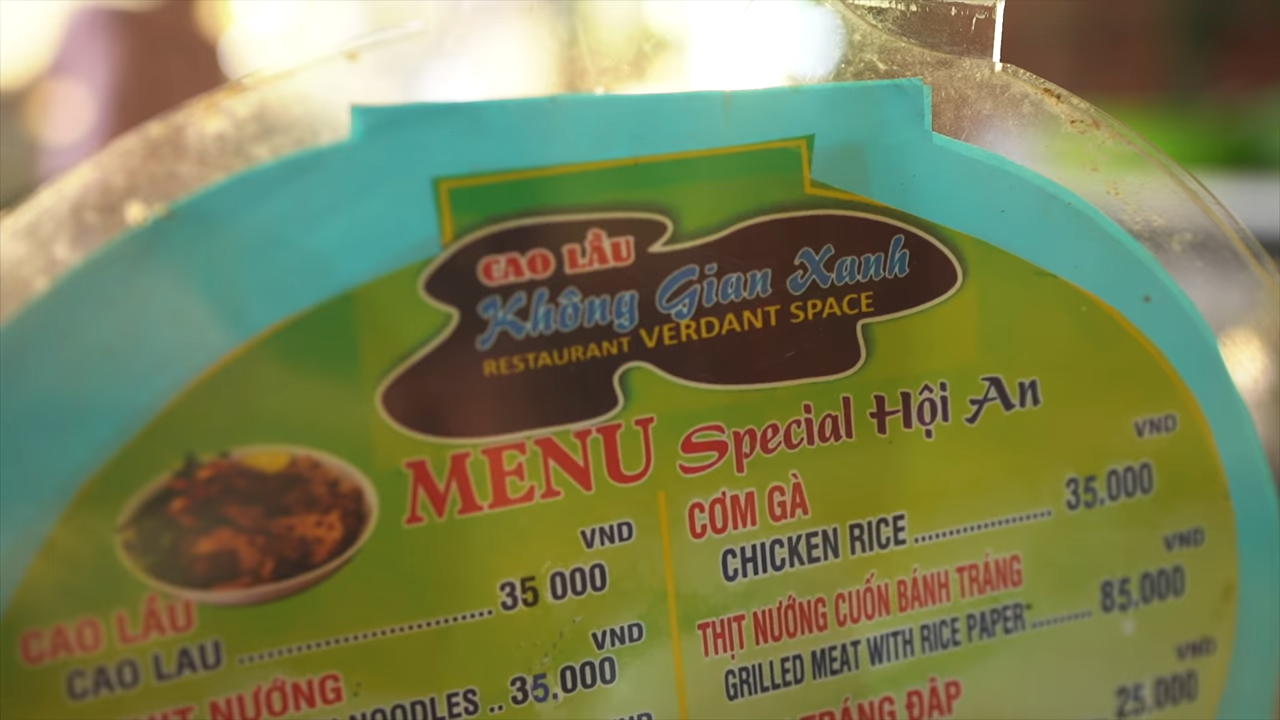 CAO LẦU
Không Gian Xanh
RESTAURANT VERDANT SPACE
MENU Special Hội An
VND
CAO LẦU
CAO LAU ........................ 35 000
VND
NƯỚNG
NOODLES .. 35,000
VND
VND
CƠM GÀ
CHICKEN RICE .................. 35.000
VND
THỊT NƯỚNG CUỐN BÁNH TRÁNG
GRILLED MEAT WITH RICE PAPER ........ 85.000
VND
TRÁNG ĐẬP
25.000